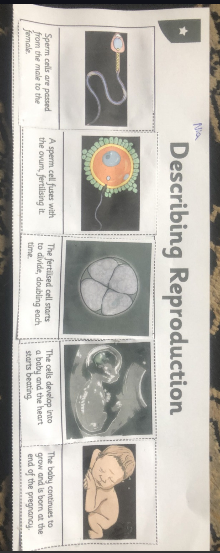 Describing Reproduction
Sperm cells are passed
from the male to the
female.
A sperm cell fuses with
the ovum, fertilising it.
The fertilised cell starts
to divide, doubling each
time.
The cells develop into
a baby and the heart
starts beating.
The baby continues to
grow and is born at the
end of the pregnancy.